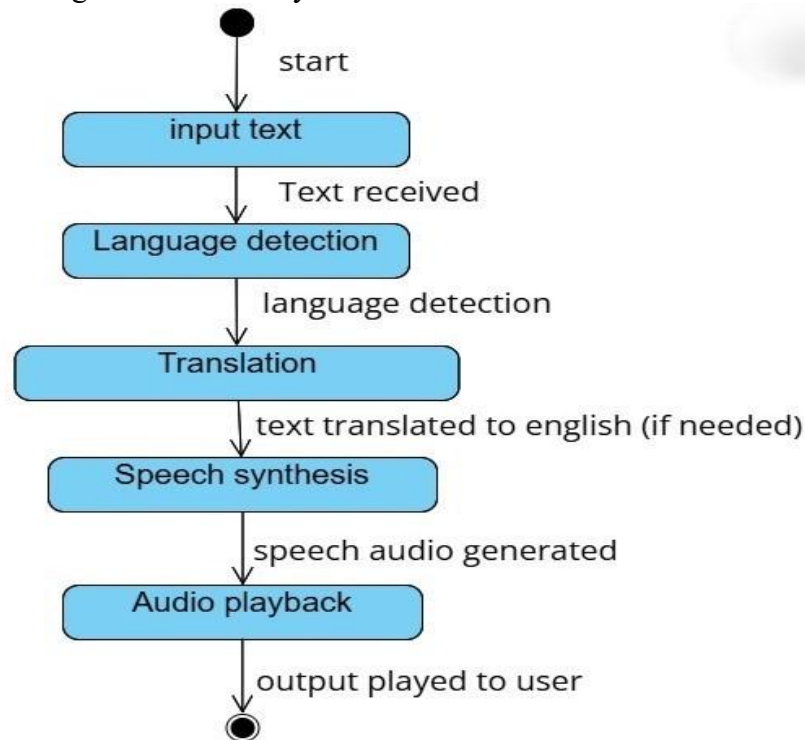 start
input text
Text received
Language detection
language detection
Translation
text translated to english (if needed)
Speech synthesis
speech audio generated
Audio playback
output played to user